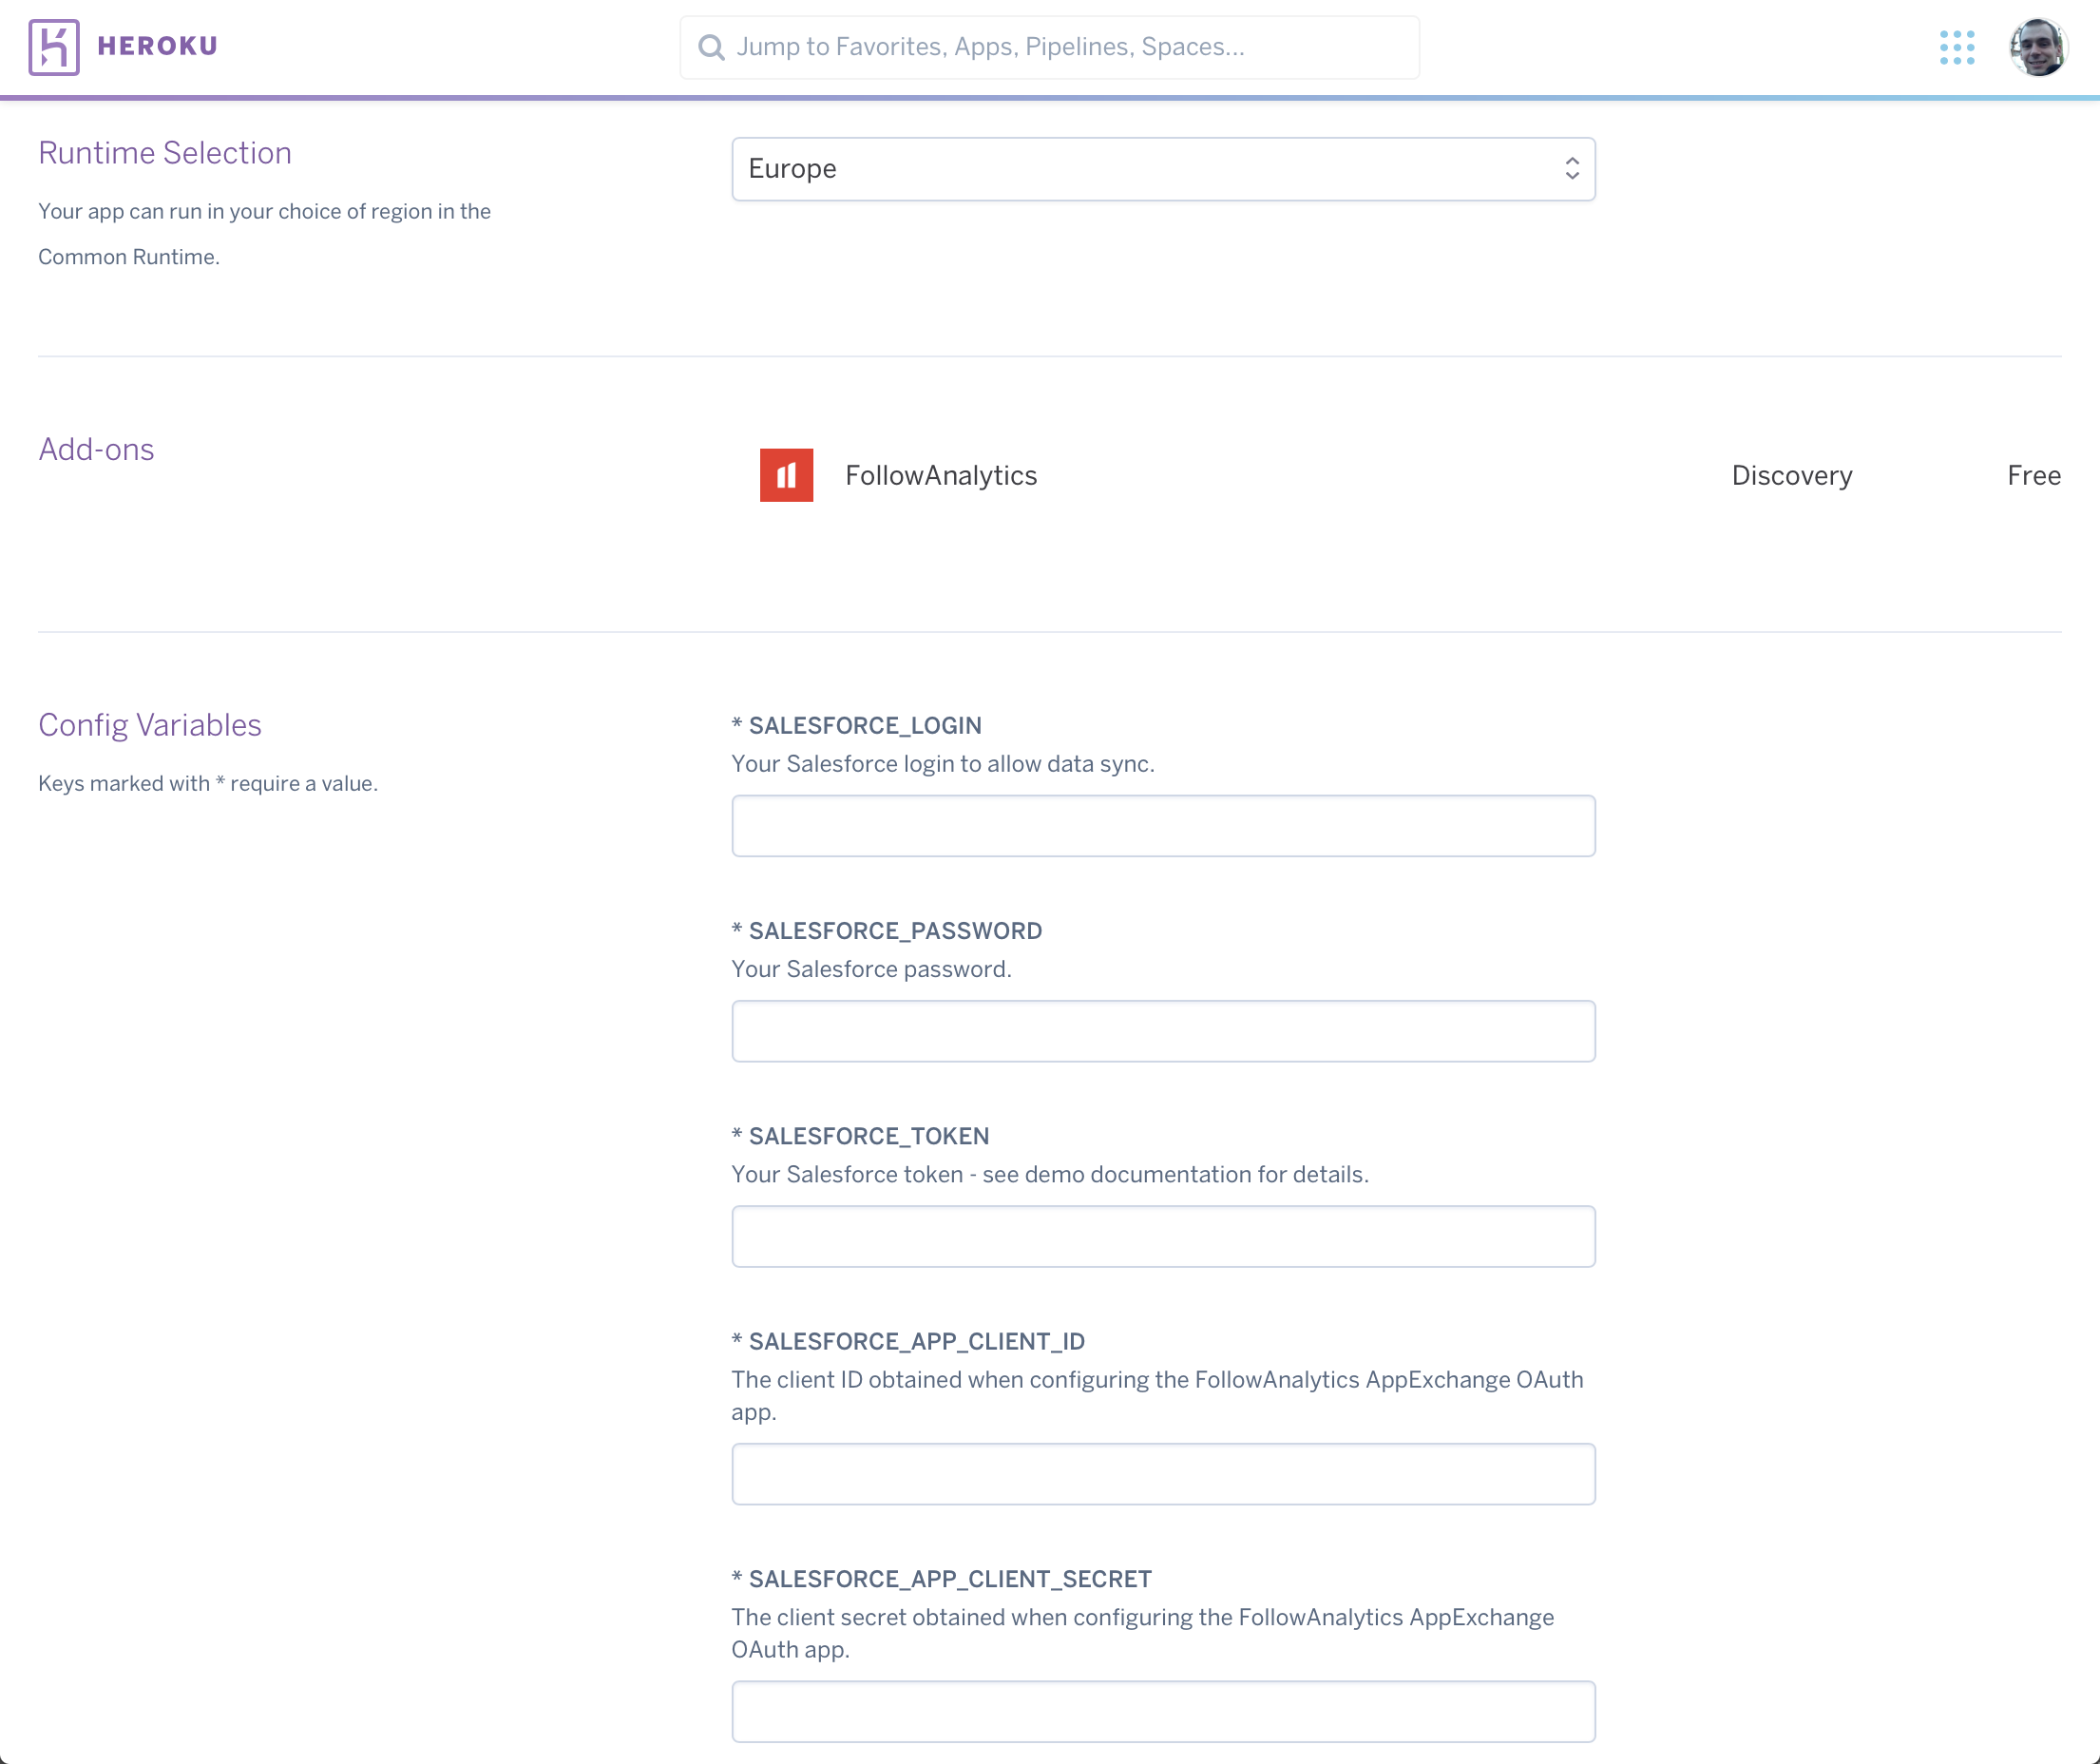 HEROKU
Jump to Favorites, Apps, Pipelines, Spaces...
Runtime Selection
Your app can run in your choice of region in the
Common Runtime.
Europe
Add-ons
FollowAnalytics
Discovery
Free
Config Variables
Keys marked with * require a value.
* SALESFORCE_LOGIN
Your Salesforce login to allow data sync.
* SALESFORCE_PASSWORD
Your Salesforce password.
* SALESFORCE_TOKEN
Your Salesforce token - see demo documentation for details.
* SALESFORCE_APP_CLIENT_ID
The client ID obtained when configuring the FollowAnalytics AppExchange OAuth
app.
* SALESFORCE_APP_CLIENT_SECRET
The client secret obtained when configuring the FollowAnalytics AppExchange
OAuth app.